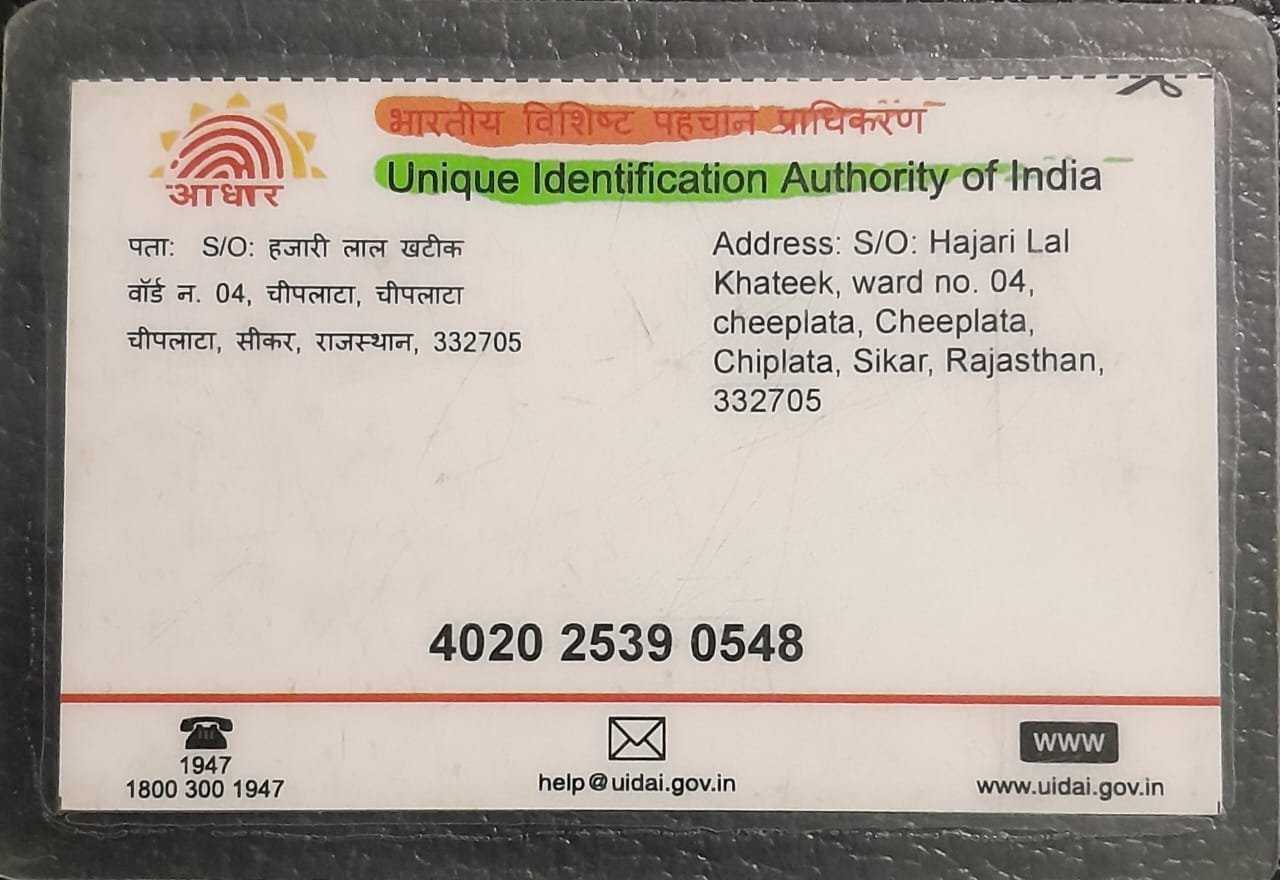 भारतीय विशिष्ट पहचान प्राधिकरण
Unique Identification Authority of India
आधार
पता: S/O: हजारी लाल खटीक
वॉर्ड न. 04, चीपलाटा, चीपलाटा
चीपलाटा, सीकर, राजस्थान, 332705
Address: S/O: Hajari Lal
Khateek, ward no. 04,
cheeplata, Cheeplata,
Chiplata, Sikar, Rajasthan,
332705
4020 2539 0548
1947
1800 300 1947
help@uidai.gov.in
www
www.uidai.gov.in